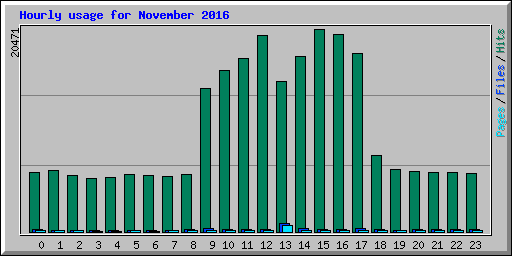 Hourly usage for November 2016
20471
Pages/Files/Hits
0 1 2 3 4 5 6 7 8 9 10 11 12 13 14 15 16 17 18 19 20 21 22 23